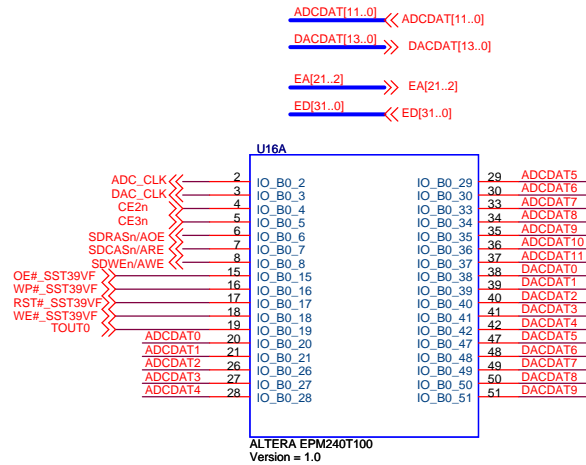 ADCDAT[11..0] ADCDAT[11..0]
DACDAT[13..0] DACDAT[13..0]
EA[21..2] EA[21..2]
ED[31..0] ED[31..0]
U16A
ADC_CLK 2 IO_B0_2 IO_B0_29 29 ADCDAT5
DAC_CLK 3 IO_B0_3 IO_B0_30 30 ADCDAT6
CE2n 4 IO_B0_4 IO_B0_33 33 ADCDAT7
CE3n 5 IO_B0_5 IO_B0_34 34 ADCDAT8
SDRASn/AOE 6 IO_B0_6 IO_B0_35 35 ADCDAT9
SDCASn/ARE 7 IO_B0_7 IO_B0_36 36 ADCDAT10
SDWEn/AWE 8 IO_B0_8 IO_B0_37 37 ADCDAT11
OE#_SST39VF 15 IO_B0_15 IO_B0_38 38 DACDAT0
WP#_SST39VF 16 IO_B0_16 IO_B0_39 39 DACDAT1
RST#_SST39VF 17 IO_B0_17 IO_B0_40 40 DACDAT2
WE#_SST39VF 18 IO_B0_18 IO_B0_41 41 DACDAT3
TOUT0 19 IO_B0_19 IO_B0_42 42 DACDAT4
ADCDAT0 20 IO_B0_20 IO_B0_47 47 DACDAT5
ADCDAT1 21 IO_B0_21 IO_B0_48 48 DACDAT6
ADCDAT2 26 IO_B0_26 IO_B0_49 49 DACDAT7
ADCDAT3 27 IO_B0_27 IO_B0_50 50 DACDAT8
ADCDAT4 28 IO_B0_28 IO_B0_51 51 DACDAT9
ALTERA EPM240T100
Version = 1.0